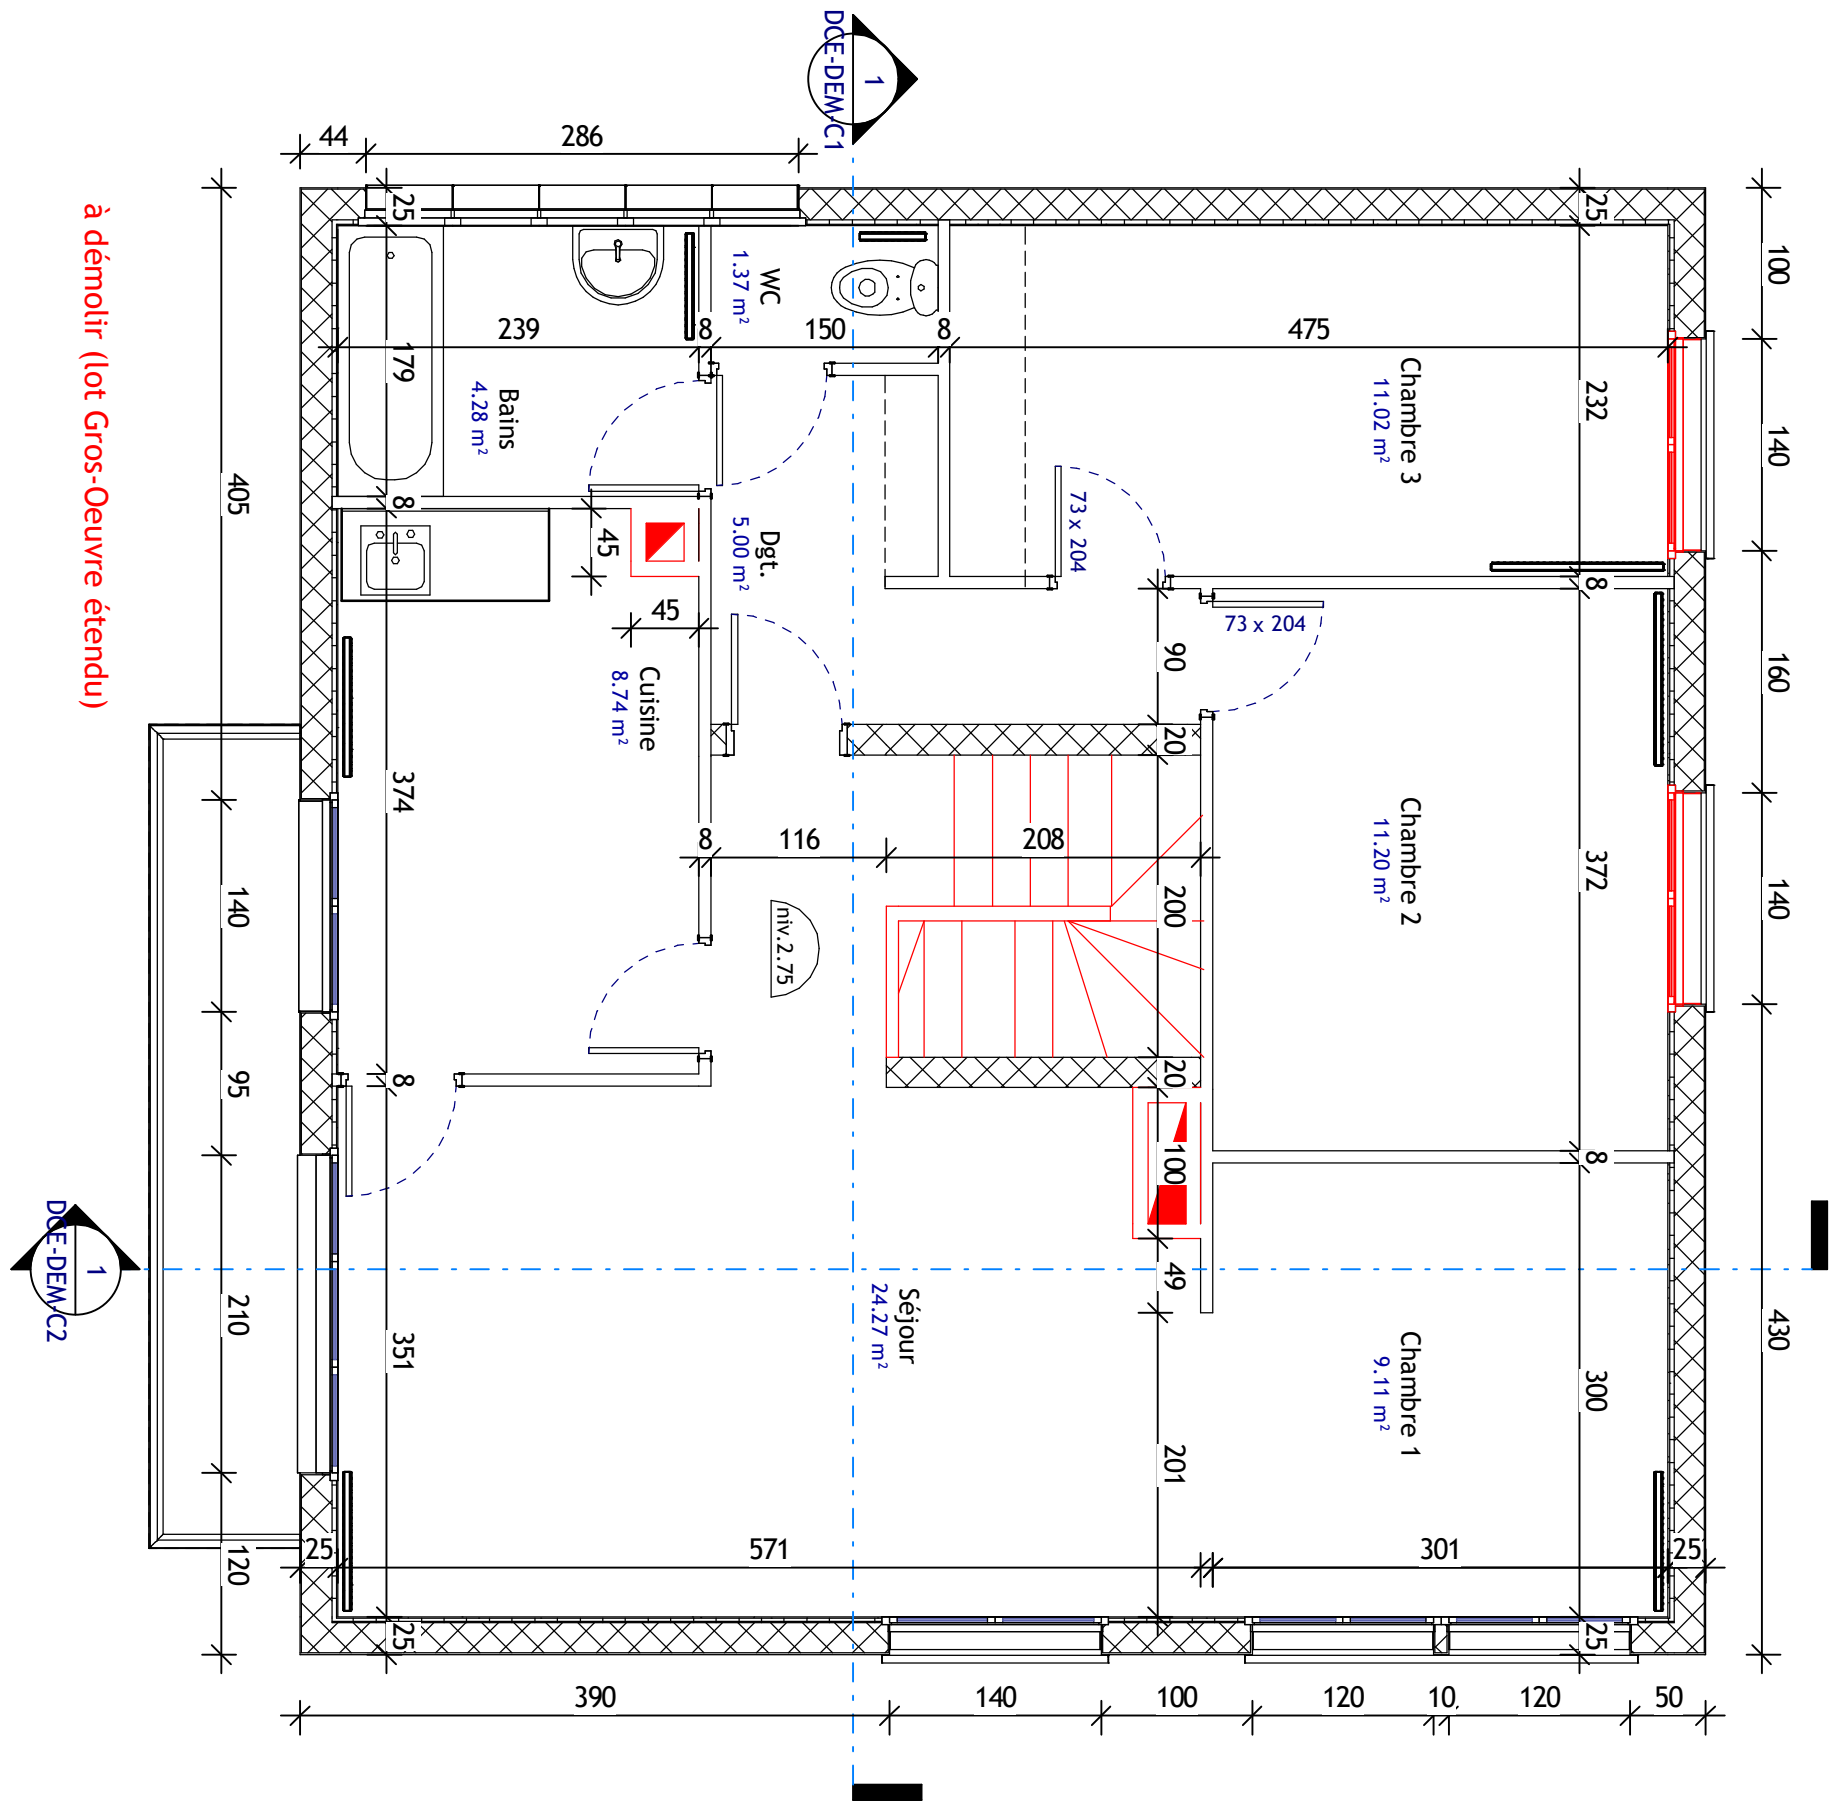 1
DCE-DEM-C1
44
286
à démolir (lot Gros-Oeuvre étendu)
25
25
100
WC
1.37 m²
239
8
150
8
475
179
Bains
4.28 m²
Chambre 3
11.02 m²
232
140
405
8
45
Dgt.
5.00 m²
73 x 204
8
45
73 x 204
90
160
Cuisine
8.74 m²
20
374
8
116
208
Chambre 2
11.20 m²
372
140
140
200
niv.2.75
95
8
20
100
8
1
DCE-DEM-C2
210
351
Séjour
24.27 m²
49
Chambre 1
9.11 m²
300
430
201
120
25
571
301
25
25
25
390
140
100
120
10
120
50